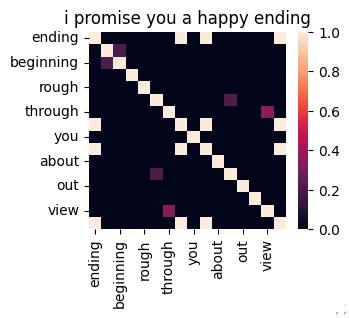 i promise you a happy ending
ending
beginning
rough
through
you
about
out
view
1.0
0.8
0.6
0.4
0.2
0.0
ending
beginning
rough
through
you
about
out
view